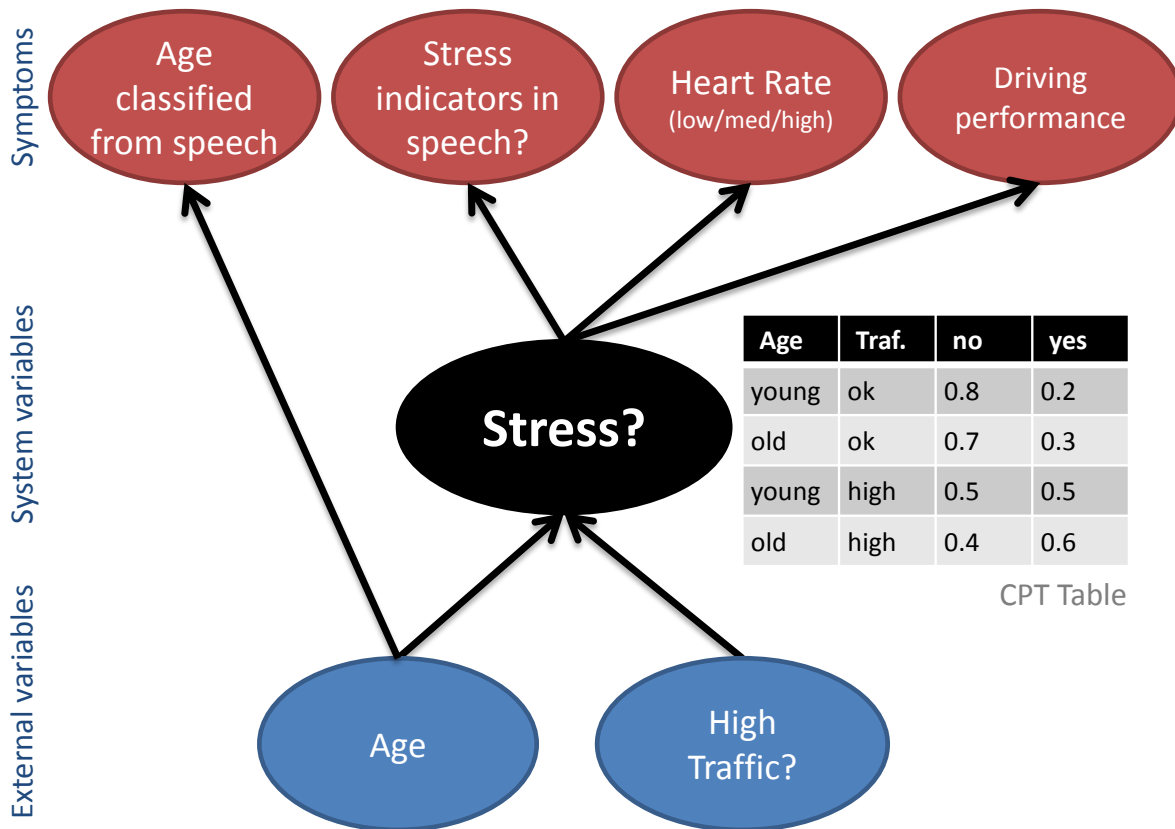 Symptoms
Age
classified
from speech
Stress
indicators in
speech?
Heart Rate
(low/med/high)
Driving
performance
System variables
Stress?
Age Traf. no yes
young ok 0.8 0.2
old ok 0.7 0.3
young high 0.5 0.5
old high 0.4 0.6
CPT Table
External variables
Age
High
Traffic?